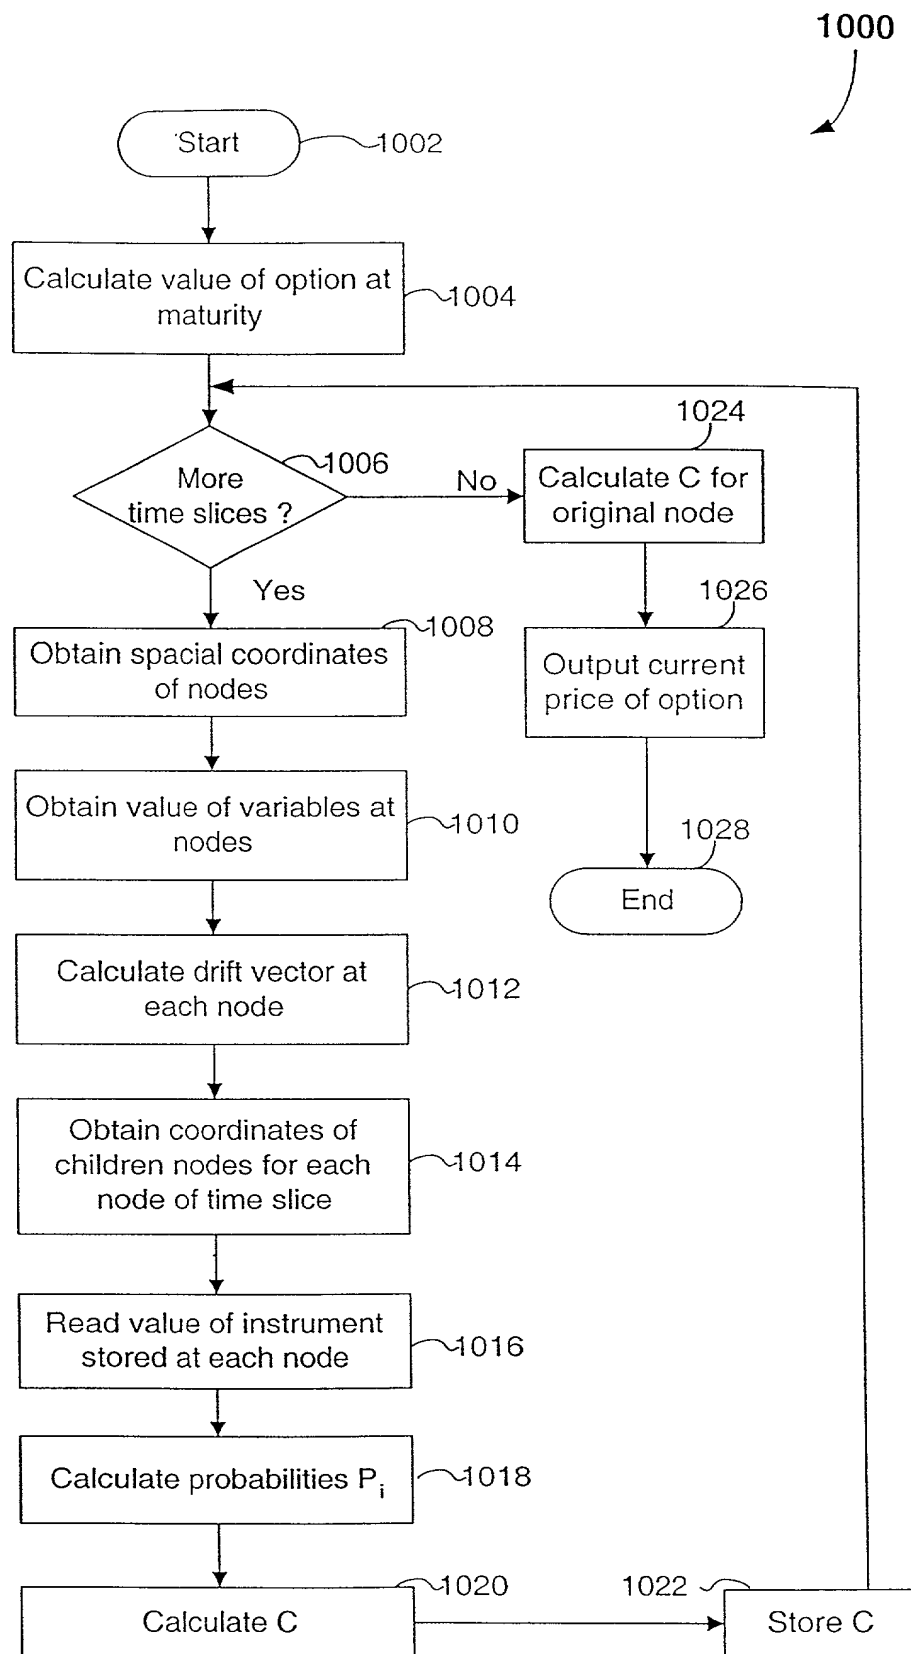 1000
Start
1002
Calculate value of option at
maturity
1004
More
time slices ?
1006
No
Yes
1024
Calculate C for
original node
1026
Output current
price of option
1028
End
1008
Obtain spacial coordinates
of nodes
Obtain value of variables at
nodes
1010
Calculate drift vector at
each node
1012
Obtain coordinates of
children nodes for each
node of time slice
1014
Read value of instrument
stored at each node
1016
Calculate probabilities Pi
1018
1020
Calculate C
1022
Store C